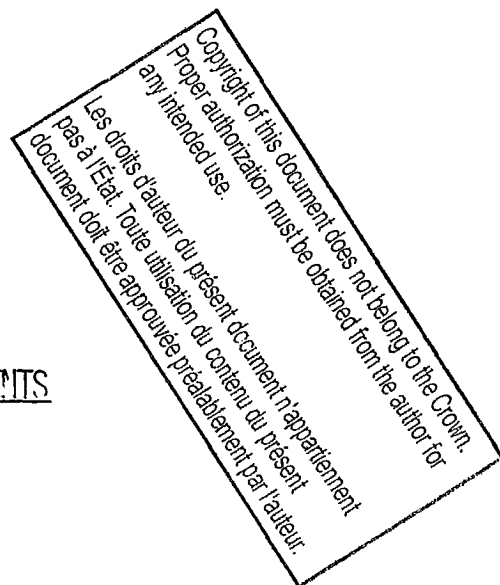 Copyright of this document does not belong to the Crown.
Proper authorization must be obtained from the author for
any intended use.
Les droits d'auteur du présent document n'appartiennent
pas à l'État. Toute utilisation du contenu du présent
document doit être approuvée préalablement par l'auteur.